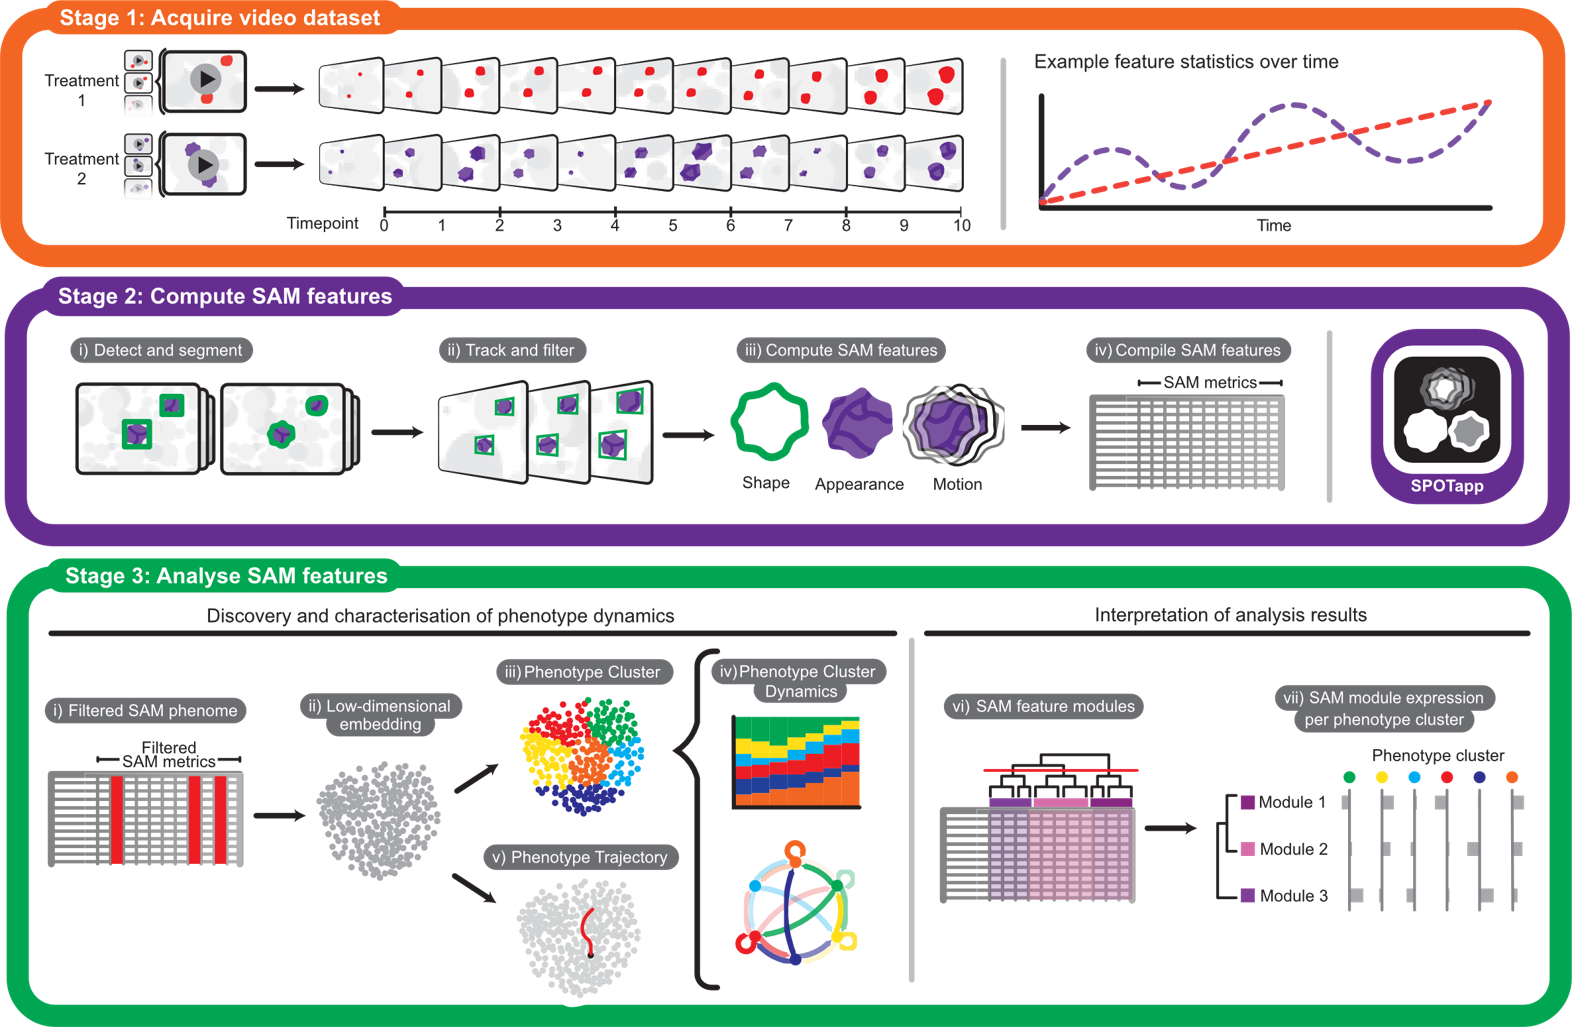 Stage 1: Acquire video dataset
Treatment
1
Treatment
2
Timepoint
0 1 2 3 4 5 6 7 8 9 10
Example feature statistics over time
Time
Stage 2: Compute SAM features
i) Detect and segment
ii) Track and filter
iii) Compute SAM features
Shape
Appearance
Motion
iv) Compile SAM features
SAM metrics
SPOTapp
Stage 3: Analyse SAM features
Discovery and characterisation of phenotype dynamics
i) Filtered SAM phenome
Filtered
SAM metrics
ii) Low-dimensional
embedding
iii) Phenotype Cluster
v) Phenotype Trajectory
iv) Phenotype Cluster
Dynamics
Interpretation of analysis results
vi) SAM feature modules
vii) SAM module expression
per phenotype cluster
Phenotype cluster
Module 1
Module 2
Module 3